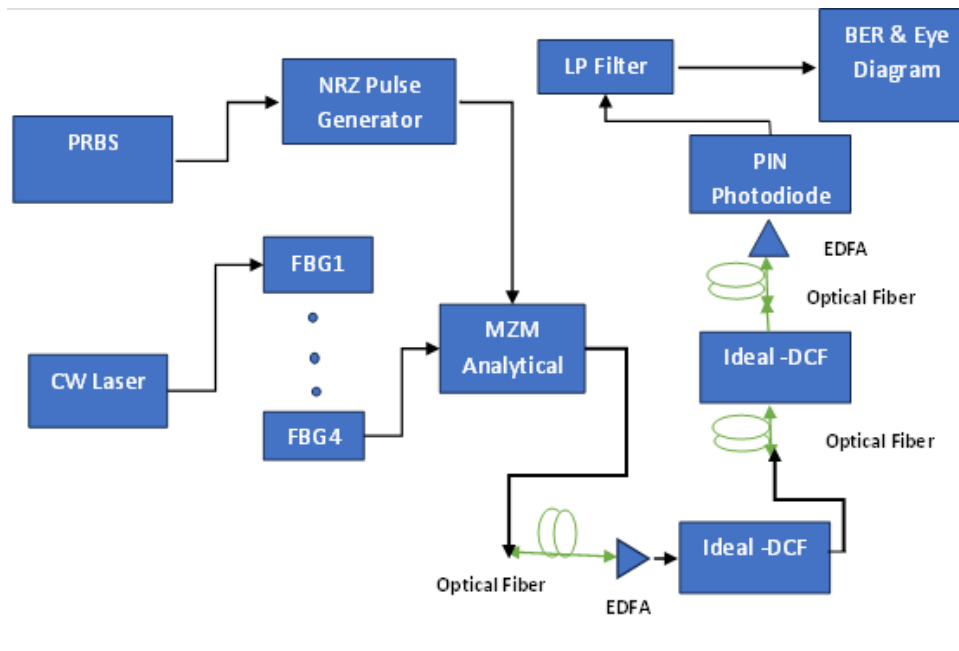 PRBS
NRZ Pulse
Generator
LP Filter
BER & Eye
Diagram
PIN
Photodiode
EDFA
Optical Fiber
Ideal -DCF
Optical Fiber
CW Laser
FBG1
FBG4
MZM
Analytical
Optical Fiber
EDFA
Ideal -DCF